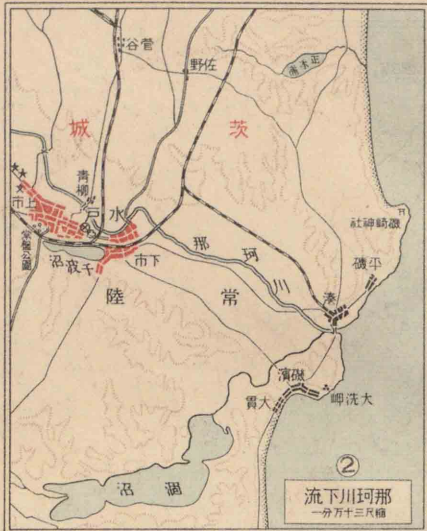 菅谷
佐野
茨城
青柳
水戸
上市
下市
常磐公園
千波沼
那珂川
常陸
磯崎神社
平磯
湊
磯濱
大貫
大洗岬
涸沼
②
那珂川下流
縮尺三十万分一